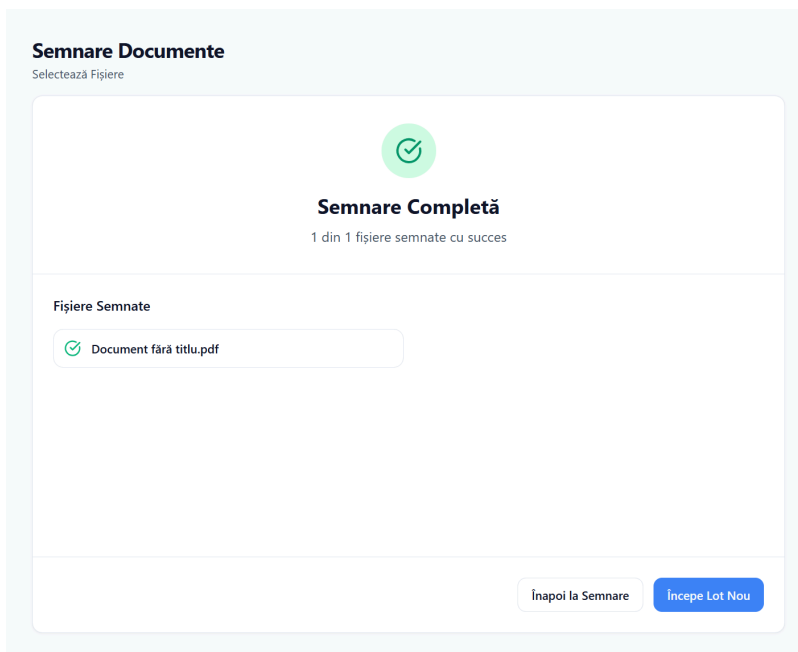 Semnare Documente
Selectează Fișiere
Semnare Completă
1 din 1 fișiere semnate cu succes
Fișiere Semnate
Document fără titlu.pdf
Înapoi la Semnare
Începe Lot Nou